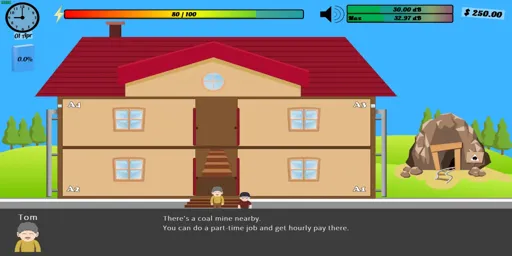 80 / 100
30.00 dB
Max 32.97 dB
$ 250.00
01 Apr
0.0%
A4
A3
A2
A1
Tom
There's a coal mine nearby.
You can do a part-time job and get hourly pay there.